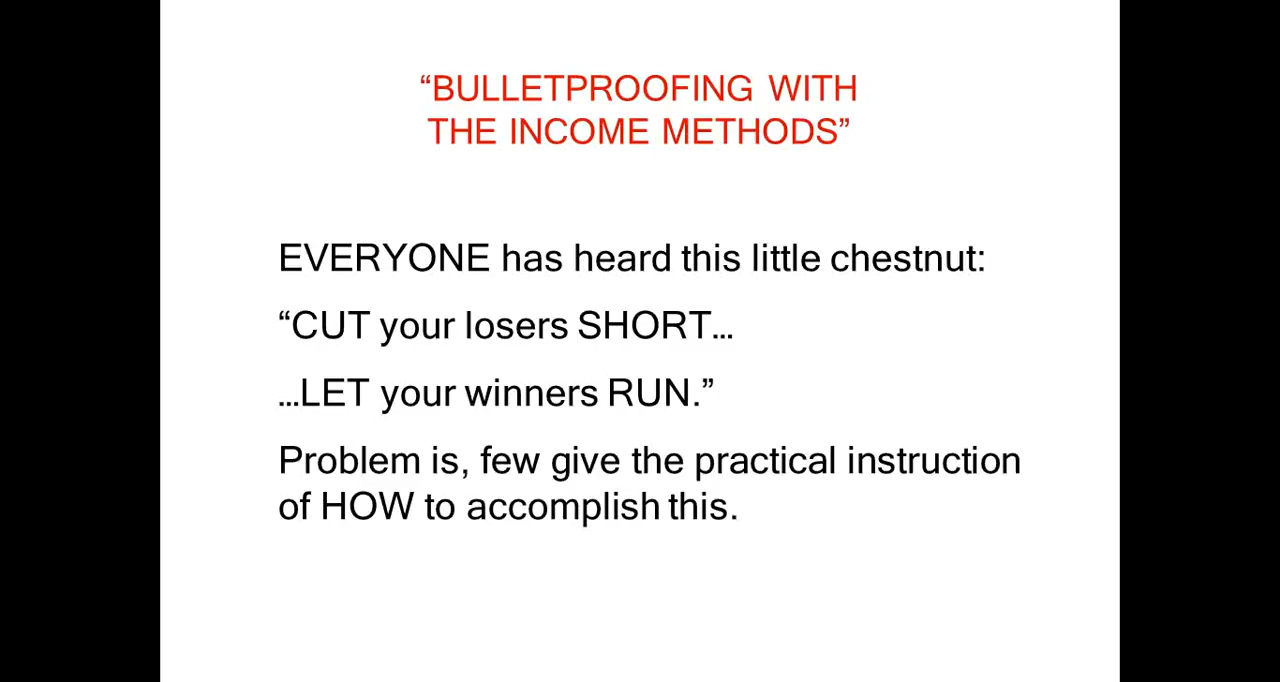 “BULLETPROOFING WITH
THE INCOME METHODS”
EVERYONE has heard this little chestnut:
“CUT your losers SHORT…
…LET your winners RUN.”
Problem is, few give the practical instruction
of HOW to accomplish this.